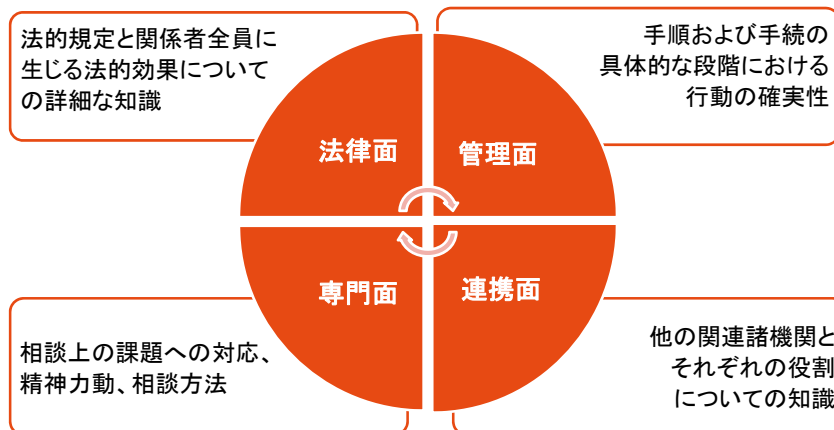 法的規定と関係者全員に
生じる法的効果について
の詳細な知識
手順および手続の
具体的な段階における
行動の確実性
法律面
管理面
専門面
連携面
相談上の課題への対応、
精神力動、相談方法
他の関連諸機関と
それぞれの役割
についての知識